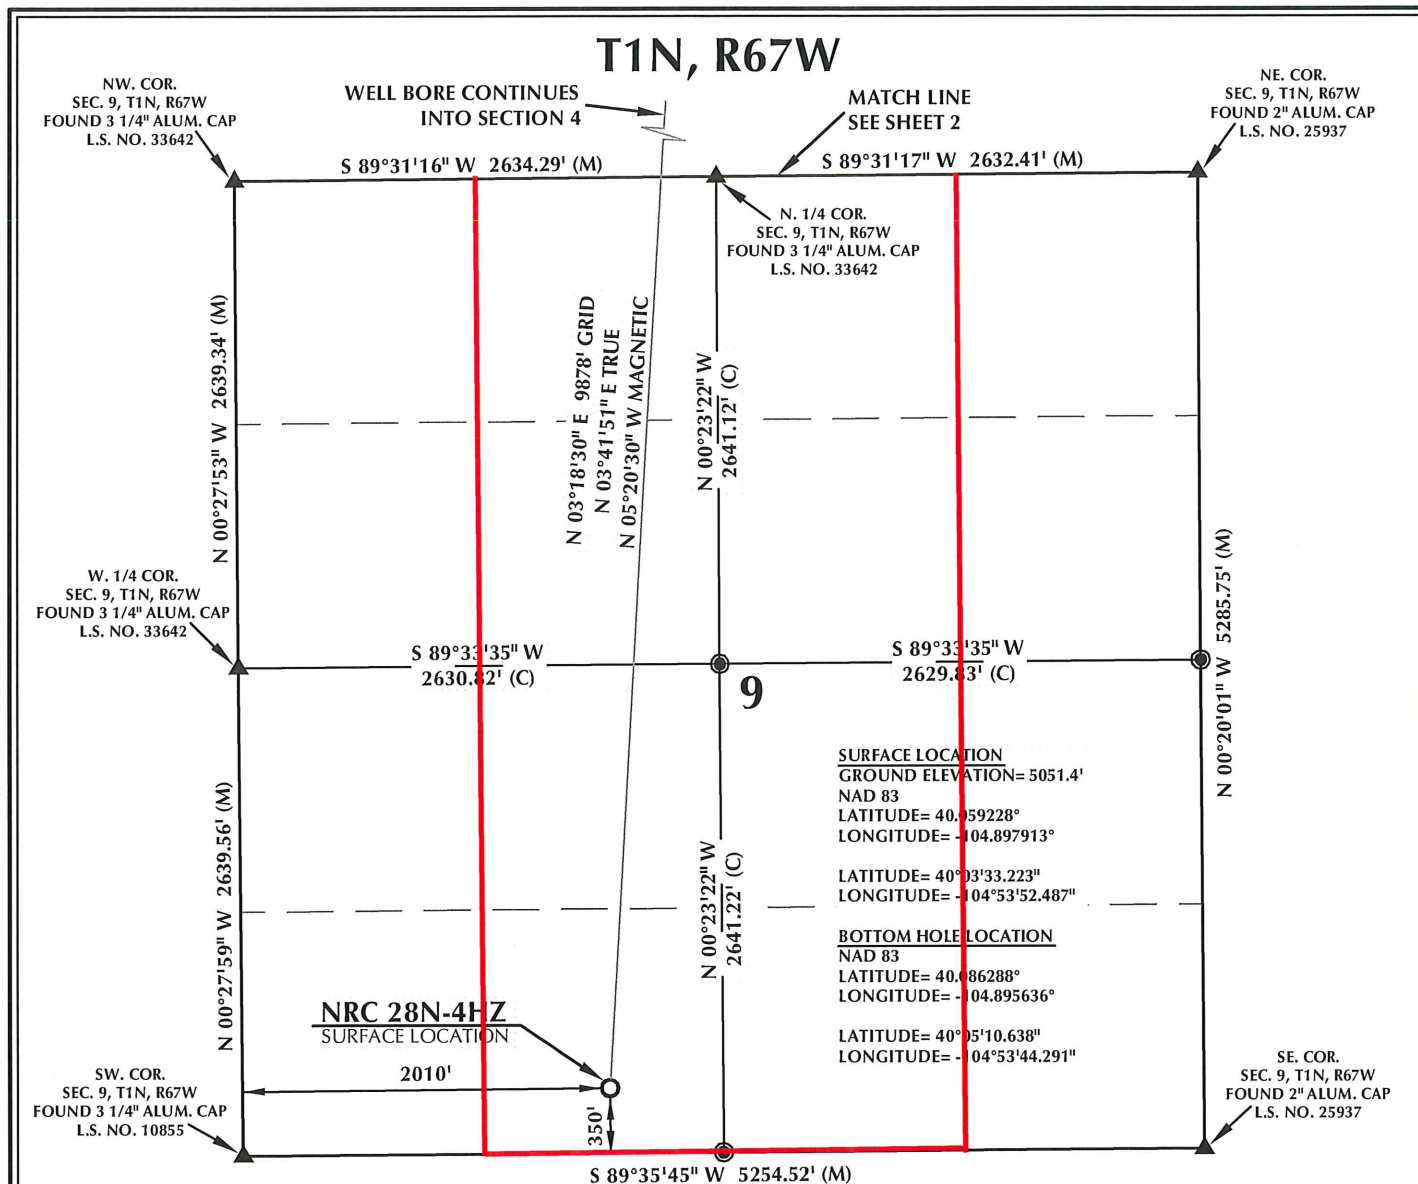 T1N, R67W
NW. COR.
SEC. 9, T1N, R67W
FOUND 3 1/4" ALUM. CAP
L.S. NO. 33642
WELL BORE CONTINUES
INTO SECTION 4
MATCH LINE
SEE SHEET 2
NE. COR.
SEC. 9, T1N, R67W
FOUND 2" ALUM. CAP
L.S. NO. 25937
S 89°31'16" W 2634.29' (M)
S 89°31'17" W 2632.41' (M)
N. 1/4 COR.
SEC. 9, T1N, R67W
FOUND 3 1/4" ALUM. CAP
L.S. NO. 33642
N 00°27'53" W 2639.34' (M)
N 03°18'30" E 9878' GRID
N 03°41'51" E TRUE
N 05°20'30" W MAGNETIC
N 00°23'22" W
2641.12' (C)
W. 1/4 COR.
SEC. 9, T1N, R67W
FOUND 3 1/4" ALUM. CAP
L.S. NO. 33642
S 89°33'35" W
2630.82' (C)
S 89°33'35" W
2629.83' (C)
9
N 00°20'01" W 5285.75' (M)
SURFACE LOCATION
GROUND ELEVATION= 5051.4'
NAD 83
LATITUDE= 40.059228°
LONGITUDE= -104.897913°
LATITUDE= 40°03'33.223"
LONGITUDE= -104°53'52.487"
BOTTOM HOLE LOCATION
NAD 83
LATITUDE= 40.086288°
LONGITUDE= -104.895636°
LATITUDE= 40°05'10.638"
LONGITUDE= -104°53'44.291"
N 00°27'59" W 2639.56' (M)
N 00°23'22" W
2641.22' (C)
NRC 28N-4HZ
SURFACE LOCATION
2010'
350'
SW. COR.
SEC. 9, T1N, R67W
FOUND 3 1/4" ALUM. CAP
L.S. NO. 10855
SE. COR.
SEC. 9, T1N, R67W
FOUND 2" ALUM. CAP
L.S. NO. 25937
S 89°35'45" W 5254.52' (M)